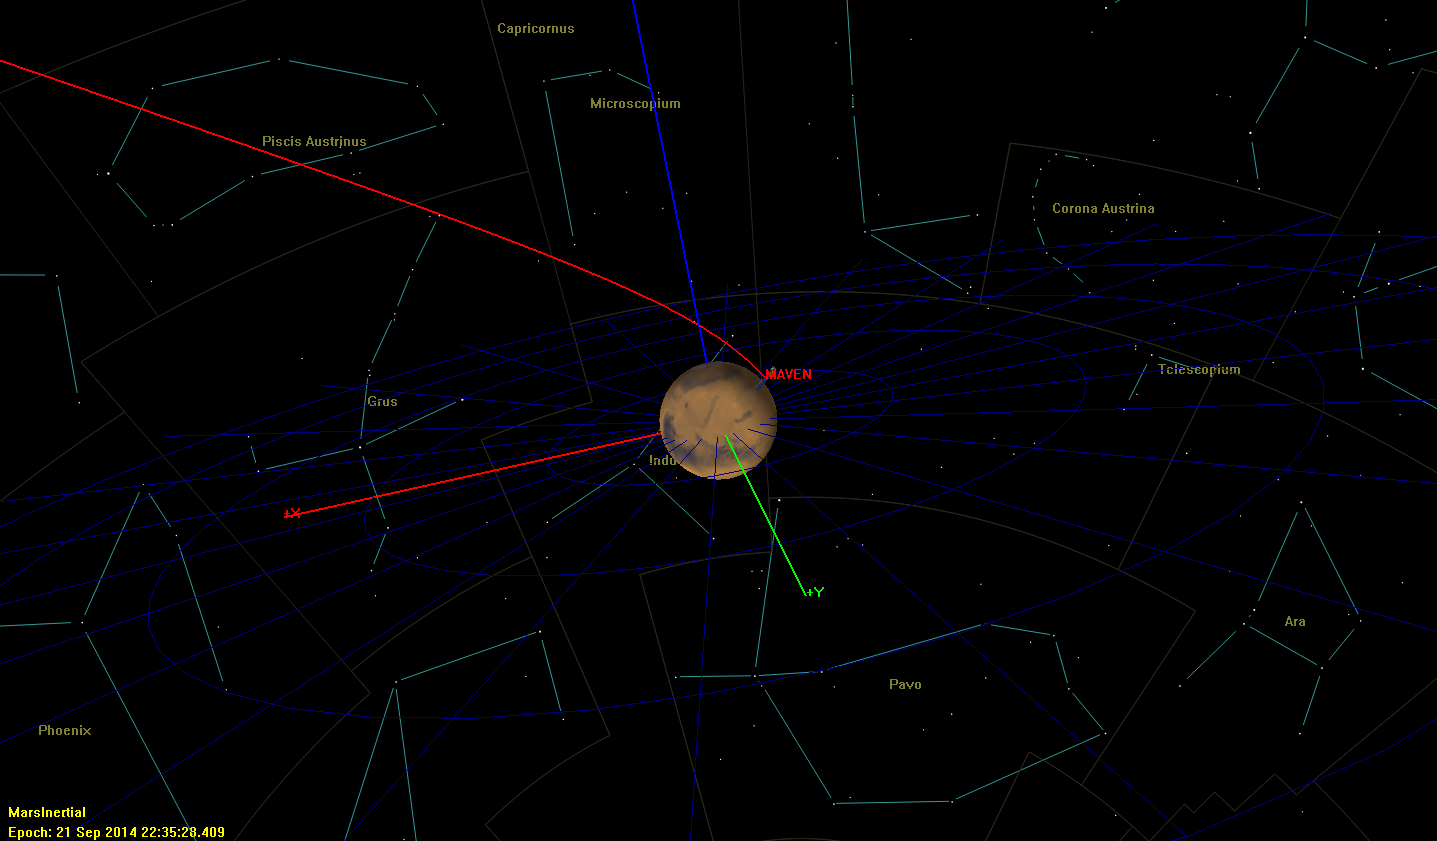 Capricornus
Microscopium
Piscis Austrinus
Corona Austrina
Telescopium
MAVEN
Grus
Indu
+X
+Y
Ara
Pavo
Phoenix
MarsInertial
Epoch: 21 Sep 2014 22:35:28.409